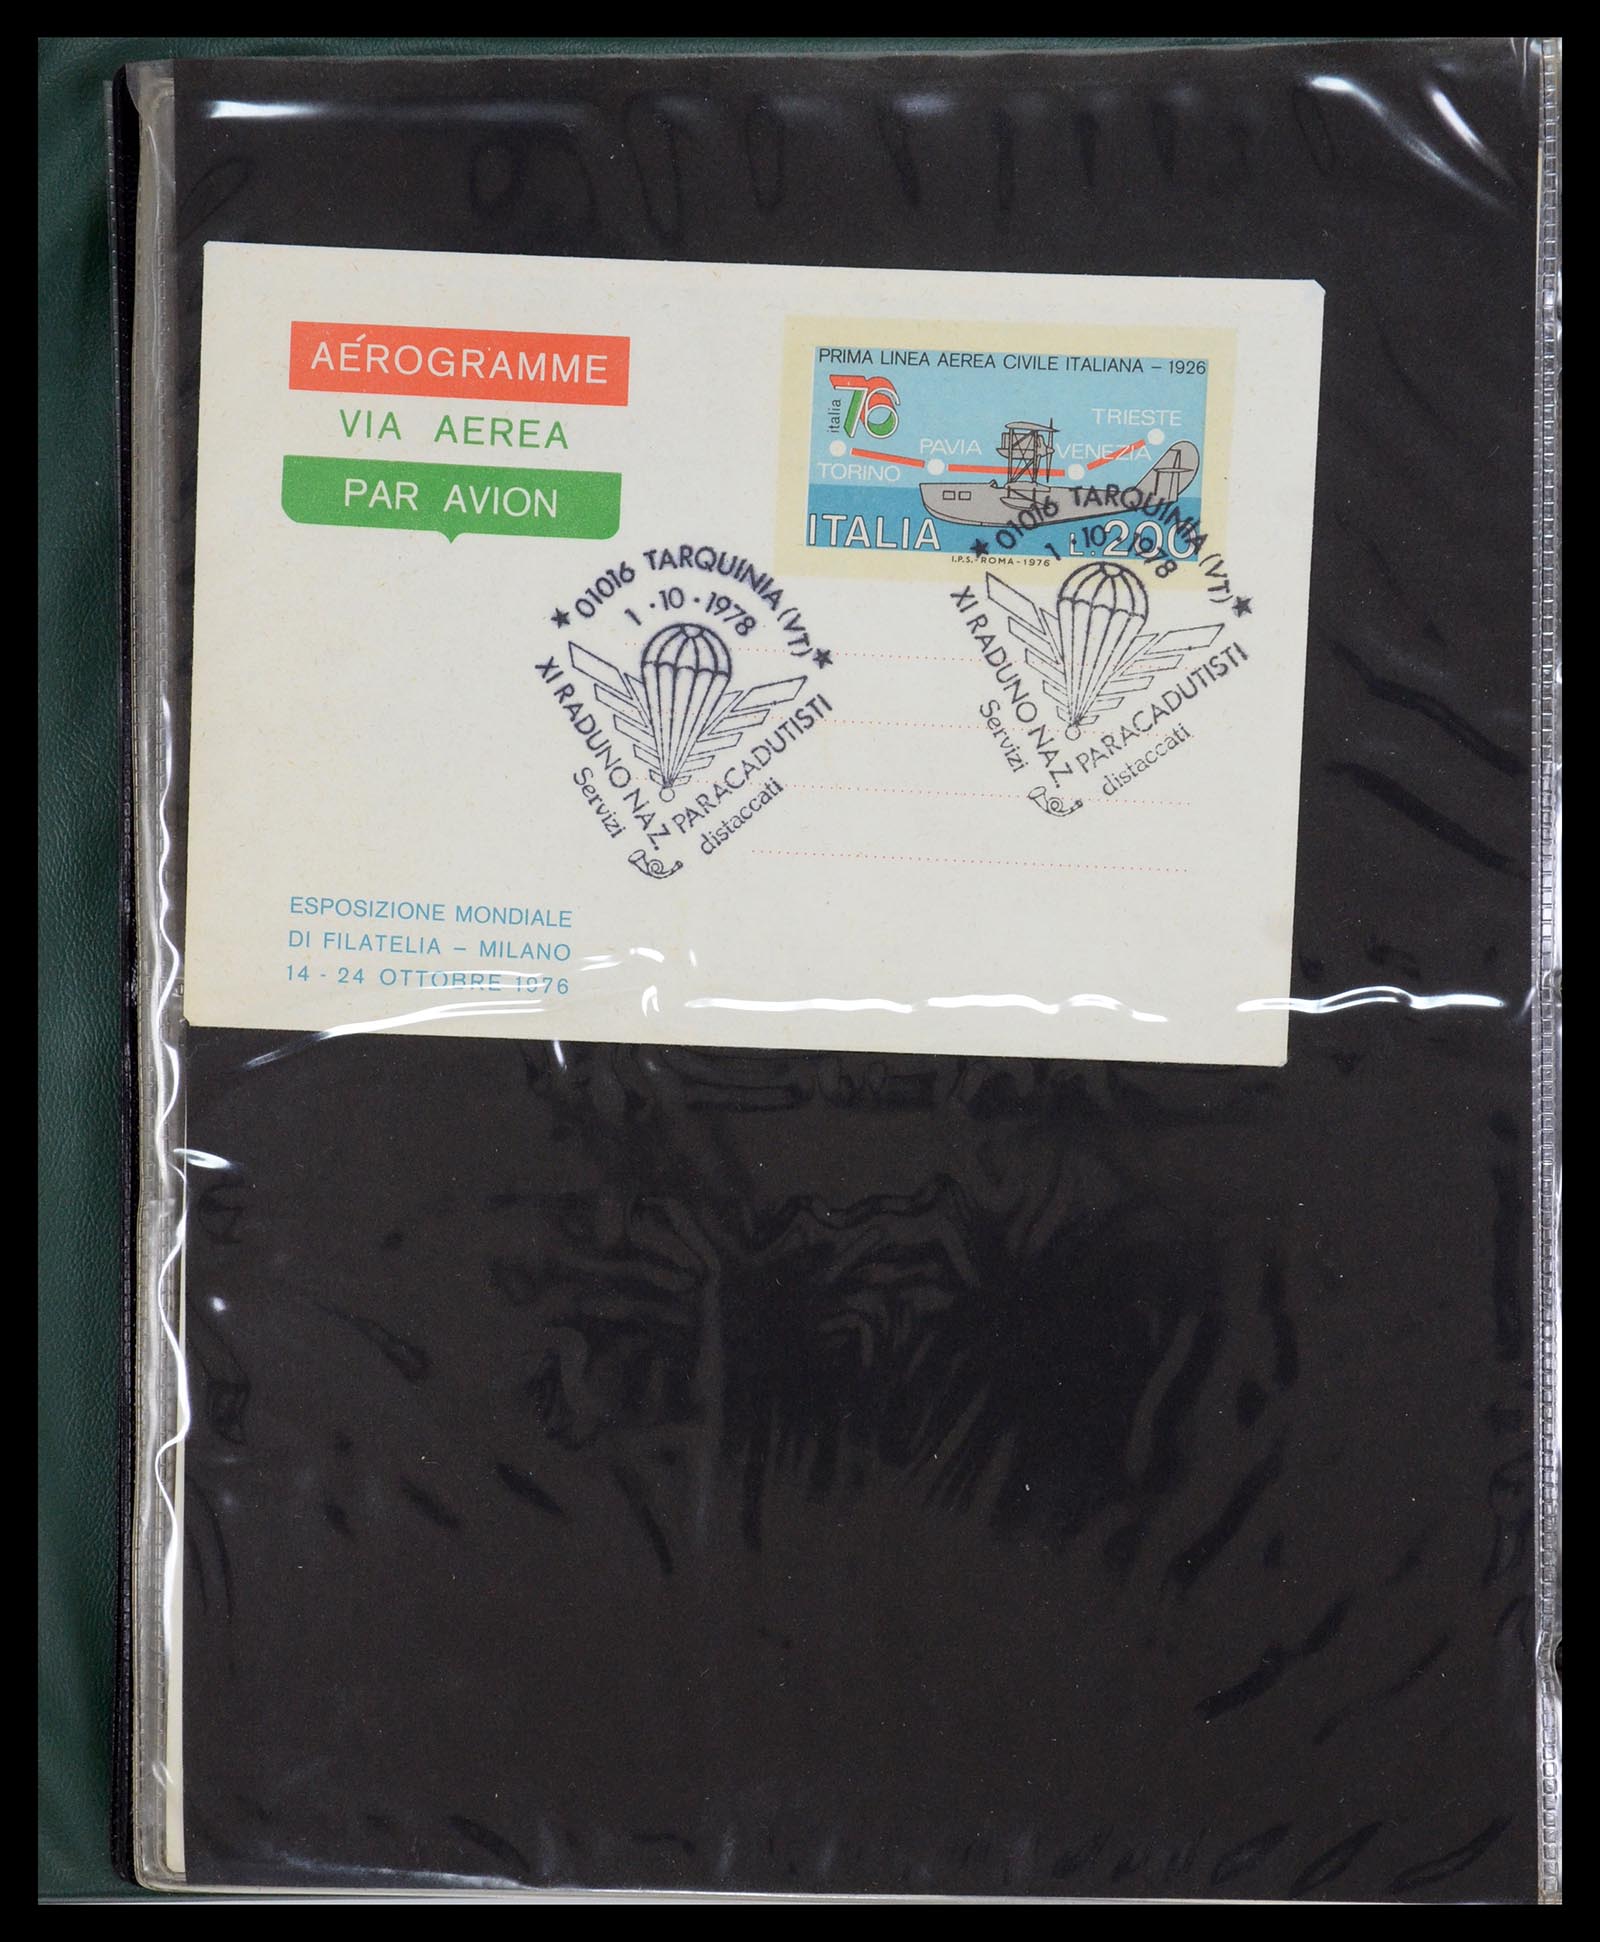 AÉROGRAMME
VIA AEREA
PAR AVION
PRIMA LINEA AEREA CIVILE ITALIANA – 1926
italia 76
TRIESTE
PAVIA
VENEZIA
TORINO
ITALIA
L. 200
I.P.S. - ROMA - 1976
★ 01016 TARQUINIA (VT) ★
1 · 10 · 1978
XI RADUNO NAZ. PARACADUTISTI
Servizi distaccati
★ 01016 TARQUINIA (VT) ★
1 · 10 · 1978
XI RADUNO NAZ. PARACADUTISTI
Servizi distaccati
ESPOSIZIONE MONDIALE
DI FILATELIA – MILANO
14 - 24 OTTOBRE 1976